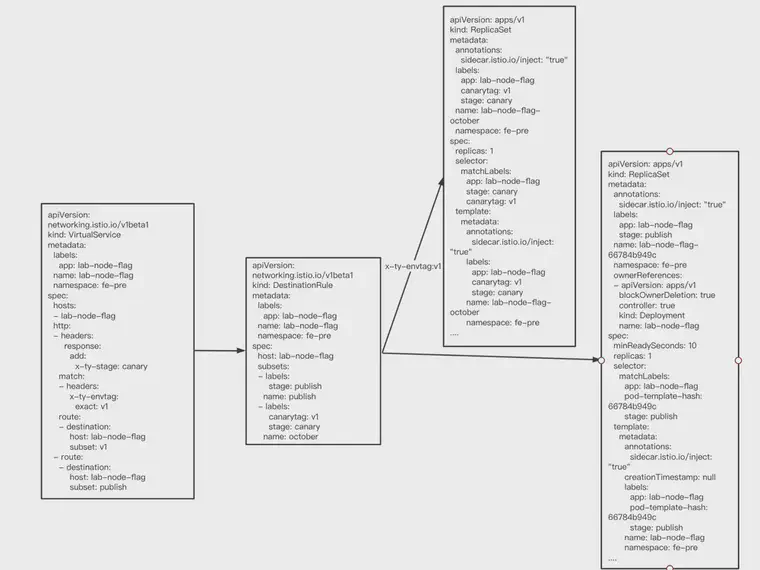 apiVersion:
networking.istio.io/v1beta1
kind: VirtualService
metadata:
labels:
app: lab-node-flag
name: lab-node-flag
namespace: fe-pre
spec:
hosts:
- lab-node-flag
http:
- headers:
response:
add:
x-ty-stage: canary
match:
- headers:
x-ty-envtag:
exact: v1
route:
- destination:
host: lab-node-flag
subset: v1
- route:
- destination:
host: lab-node-flag
subset: publish
apiVersion:
networking.istio.io/v1beta1
kind: DestinationRule
metadata:
labels:
app: lab-node-flag
name: lab-node-flag
namespace: fe-pre
spec:
host: lab-node-flag
subsets:
- labels:
stage: publish
name: publish
- labels:
canarytag: v1
stage: canary
name: october
x-ty-envtag:v1
apiVersion: apps/v1
kind: ReplicaSet
metadata:
annotations:
sidecar.istio.io/inject: "true"
labels:
app: lab-node-flag
canarytag: v1
stage: canary
name: lab-node-flag-
october
namespace: fe-pre
spec:
replicas: 1
selector:
matchLabels:
app: lab-node-flag
stage: canary
canarytag: v1
template:
metadata:
annotations:
sidecar.istio.io/inject:
"true"
labels:
app: lab-node-flag
canarytag: v1
stage: canary
name: lab-node-flag-
october
namespace: fe-pre
....
apiVersion: apps/v1
kind: ReplicaSet
metadata:
annotations:
sidecar.istio.io/inject: "true"
labels:
app: lab-node-flag
stage: publish
name: lab-node-flag-
66784b949c
namespace: fe-pre
ownerReferences:
- apiVersion: apps/v1
blockOwnerDeletion: true
controller: true
kind: Deployment
name: lab-node-flag
spec:
minReadySeconds: 10
replicas: 1
selector:
matchLabels:
app: lab-node-flag
pod-template-hash:
66784b949c
stage: publish
template:
metadata:
annotations:
sidecar.istio.io/inject:
"true"
creationTimestamp: null
labels:
app: lab-node-flag
pod-template-hash:
66784b949c
stage: publish
name: lab-node-flag
namespace: fe-pre
....